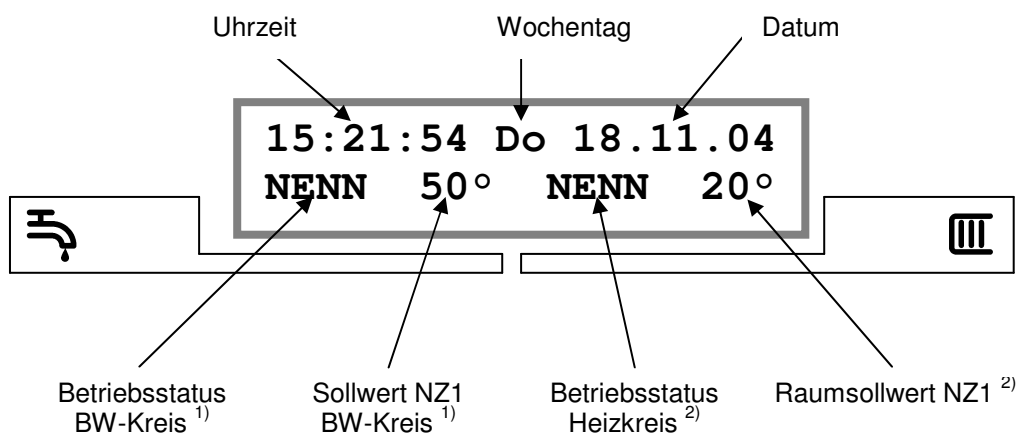 Uhrzeit Wochentag Datum
15:21:54 Do 18.11.04
NENN 50° NENN 20°
Betriebsstatus Sollwert NZ1 Betriebsstatus Raumsollwert NZ1 2)
BW-Kreis 1) BW-Kreis 1) Heizkreis 2)